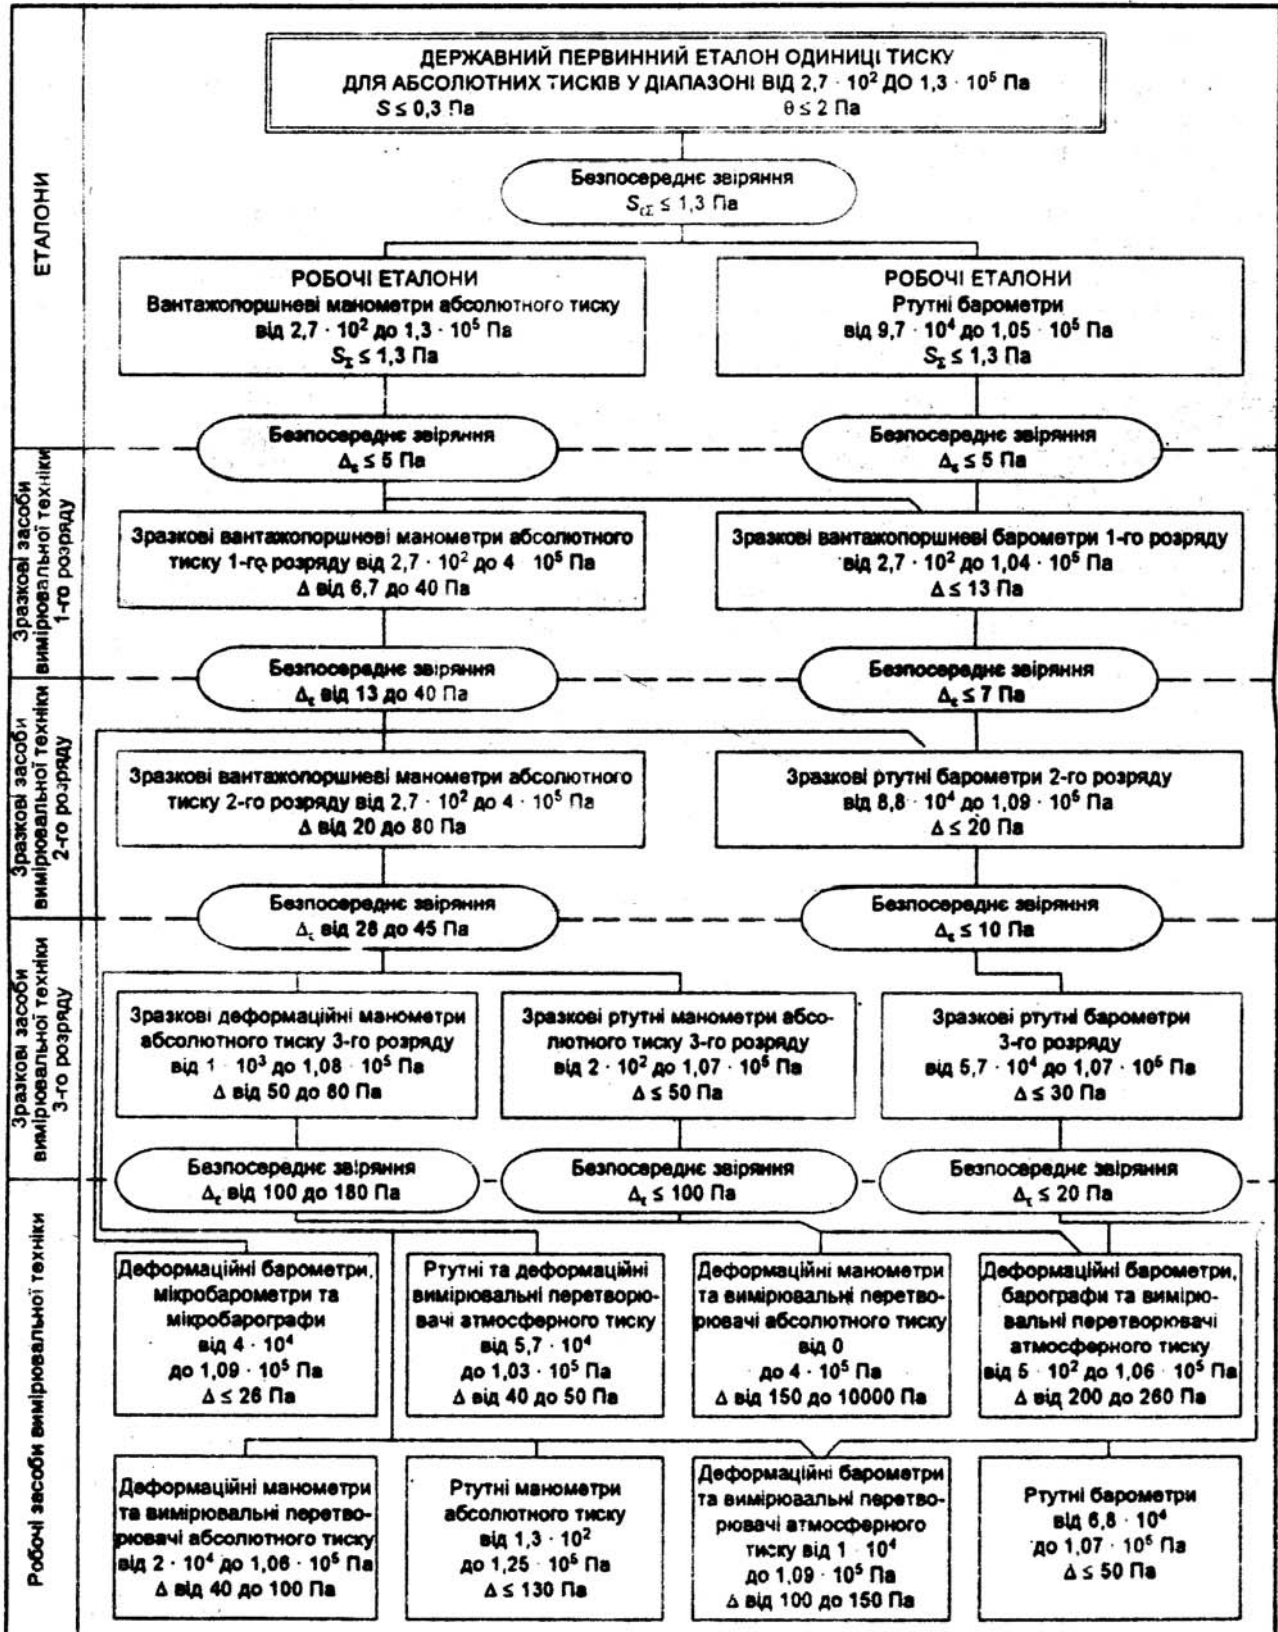 ДЕРЖАВНИЙ ПЕРВИННИЙ ЕТАЛОН ОДИНИЦІ ТИСКУ
ДЛЯ АБСОЛЮТНИХ ТИСКІВ У ДІАПАЗОНІ ВІД 2,7 · 10² ДО 1,3 · 10⁵ Па
S ≤ 0,3 Па θ ≤ 2 Па
ЕТАЛОНИ
Безпосереднє звіряння
S_εΣ ≤ 1,3 Па
РОБОЧІ ЕТАЛОНИ
Вантажопоршневі манометри абсолютного тиску
від 2,7 · 10² до 1,3 · 10⁵ Па
S_Σ ≤ 1,3 Па
РОБОЧІ ЕТАЛОНИ
Ртутні барометри
від 9,7 · 10⁴ до 1,05 · 10⁵ Па
S_Σ ≤ 1,3 Па
Безпосереднє звіряння
Δ_ε ≤ 5 Па
Безпосереднє звіряння
Δ_ε ≤ 5 Па
Зразкові засоби
вимірювальної техніки
1-го розряду
Зразкові вантажопоршневі манометри абсолютного
тиску 1-го розряду від 2,7 · 10² до 4 · 10⁵ Па
Δ від 6,7 до 40 Па
Зразкові вантажопоршневі барометри 1-го розряду
від 2,7 · 10² до 1,04 · 10⁵ Па
Δ ≤ 13 Па
Безпосереднє звіряння
Δ_ε від 13 до 40 Па
Безпосереднє звіряння
Δ_ε ≤ 7 Па
Зразкові засоби
вимірювальної техніки
2-го розряду
Зразкові вантажопоршневі манометри абсолютного
тиску 2-го розряду від 2,7 · 10² до 4 · 10⁵ Па
Δ від 20 до 80 Па
Зразкові ртутні барометри 2-го розряду
від 8,8 · 10⁴ до 1,09 · 10⁵ Па
Δ ≤ 20 Па
Безпосереднє звіряння
Δ_ε від 28 до 45 Па
Безпосереднє звіряння
Δ_ε ≤ 10 Па
Зразкові засоби
вимірювальної техніки
3-го розряду
Зразкові деформаційні манометри
абсолютного тиску 3-го розряду
від 1 · 10³ до 1,08 · 10⁵ Па
Δ від 50 до 80 Па
Зразкові ртутні манометри абсо-
лютного тиску 3-го розряду
від 2 · 10² до 1,07 · 10⁵ Па
Δ ≤ 50 Па
Зразкові ртутні барометри
3-го розряду
від 5,7 · 10⁴ до 1,07 · 10⁵ Па
Δ ≤ 30 Па
Безпосереднє звіряння
Δ_ε від 100 до 180 Па
Безпосереднє звіряння
Δ_ε ≤ 100 Па
Безпосереднє звіряння
Δ_ε ≤ 20 Па
Робочі засоби вимірювальної техніки
Деформаційні барометри,
мікробарометри та
мікробарографи
від 4 · 10⁴
до 1,09 · 10⁵ Па
Δ ≤ 26 Па
Ртутні та деформаційні
вимірювальні перетворю-
вачі атмосферного тиску
від 5,7 · 10⁴
до 1,03 · 10⁵ Па
Δ від 40 до 50 Па
Деформаційні манометри
та вимірювальні перетво-
рювачі абсолютного тиску
від 0
до 4 · 10⁵ Па
Δ від 150 до 10000 Па
Деформаційні барометри,
барографи та вимірю-
вальні перетворювачі
атмосферного тиску
від 5 · 10² до 1,06 · 10⁵ Па
Δ від 200 до 260 Па
Деформаційні манометри
та вимірювальні перетво-
рювачі абсолютного тиску
від 2 · 10⁴ до 1,06 · 10⁵ Па
Δ від 40 до 100 Па
Ртутні манометри
абсолютного тиску
від 1,3 · 10²
до 1,25 · 10⁵ Па
Δ ≤ 130 Па
Деформаційні барометри
та вимірювальні перетво-
рювачі атмосферного
тиску від 1 · 10⁴
до 1,09 · 10⁵ Па
Δ від 100 до 150 Па
Ртутні барометри
від 6,8 · 10⁴
до 1,07 · 10⁵ Па
Δ ≤ 50 Па